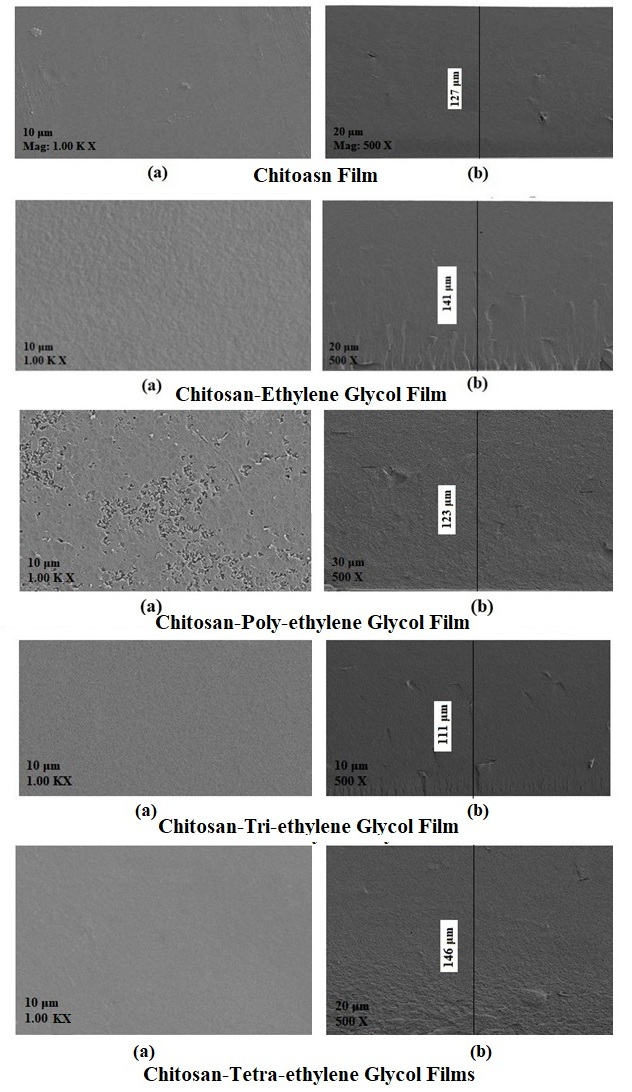 10 µm
Mag: 1.00 K X
127 µm
20 µm
Mag: 500 X
(a)
(b)
Chitoasn Film
10 µm
1.00 K X
141 µm
20 µm
500 X
(a)
(b)
Chitosan-Ethylene Glycol Film
10 µm
1.00 K X
123 µm
30 µm
500 X
(a)
(b)
Chitosan-Poly-ethylene Glycol Film
10 µm
1.00 KX
111 µm
10 µm
500 X
(a)
(b)
Chitosan-Tri-ethylene Glycol Film
10 µm
1.00 KX
146 µm
20 µm
500 X
(a)
(b)
Chitosan-Tetra-ethylene Glycol Films